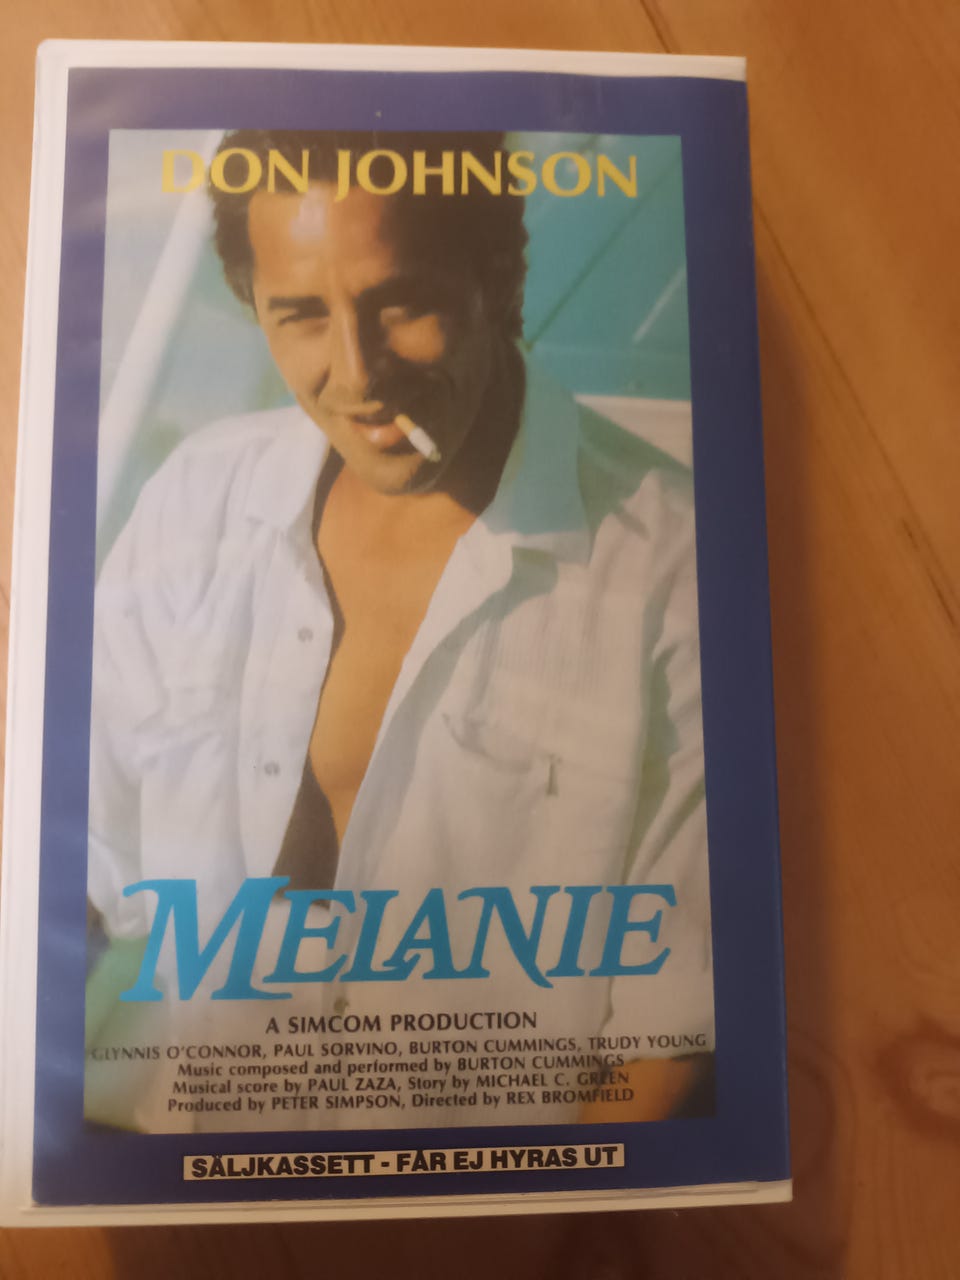 DON JOHNSON
MELANIE
A SIMCOM PRODUCTION
GLYNNIS O'CONNOR, PAUL SORVINO, BURTON CUMMINGS, TRUDY YOUNG
Music composed and performed by BURTON CUMMINGS
Musical score by PAUL ZAZA, Story by MICHAEL C. GREEN
Produced by PETER SIMPSON, Directed by REX BROMFIELD
SÄLJKASSETT - FÅR EJ HYRAS UT